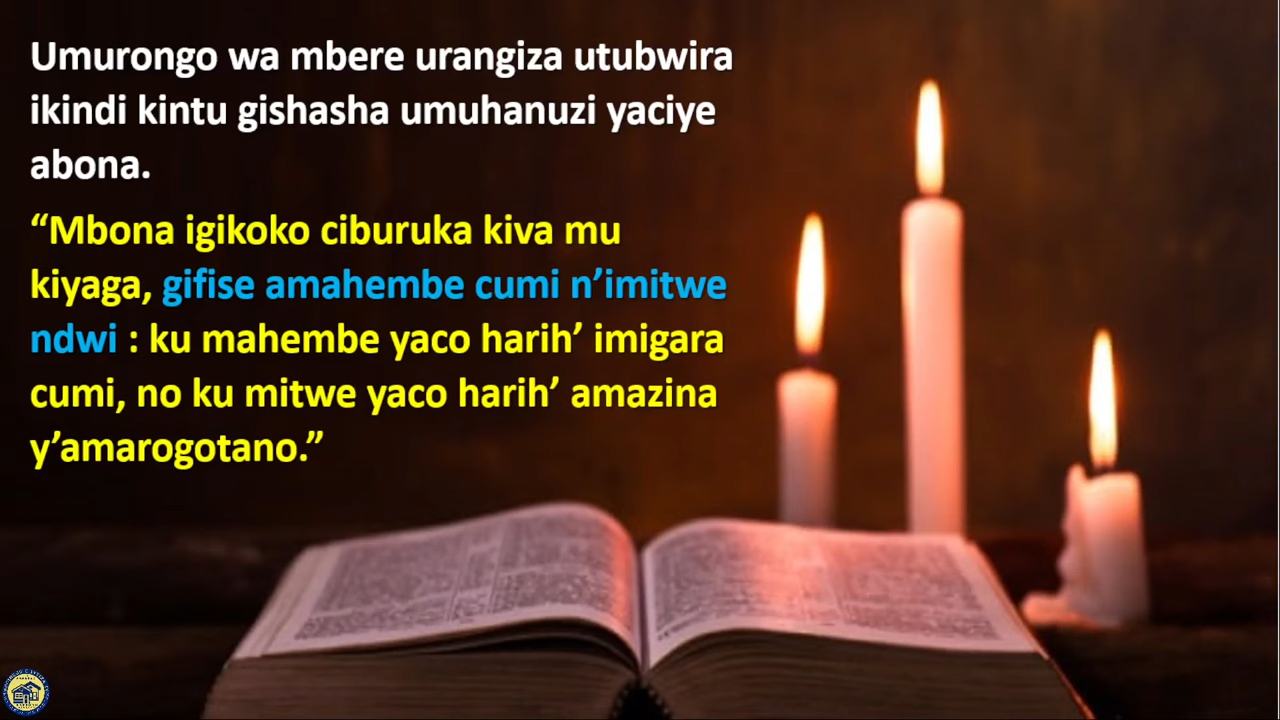 Umurongo wa mbere urangiza utubwira
ikindi kintu gishasha umuhanuzi yaciye
abona.
“Mbona igikoko ciburuka kiva mu
kiyaga, gifise amahembe cumi n’imitwe
ndwi : ku mahembe yaco harih’ imigara
cumi, no ku mitwe yaco harih’ amazina
y’amarogotano.”